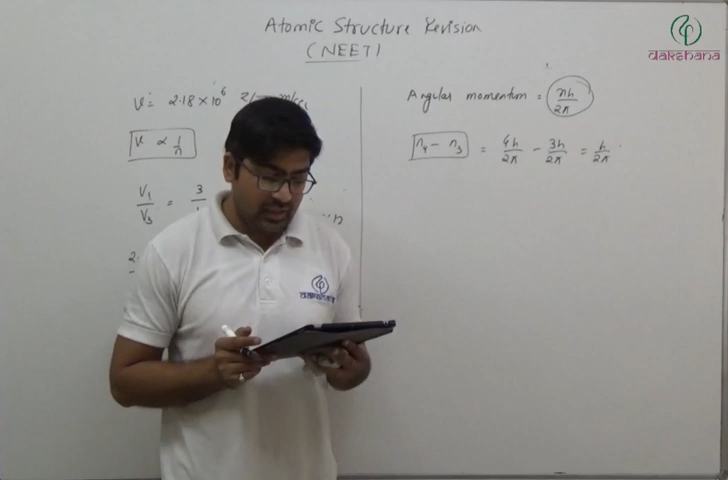 Atomic Structure Revision
(NEET)
dakshana
V = 2.18 × 10⁶ Z/ m/sec
V ∝ 1/n
V₁/V₃ = 3/
2.
Angular momentum = nh/2π
n₄ − n₃ = 4h/2π − 3h/2π = h/2π
dakshana